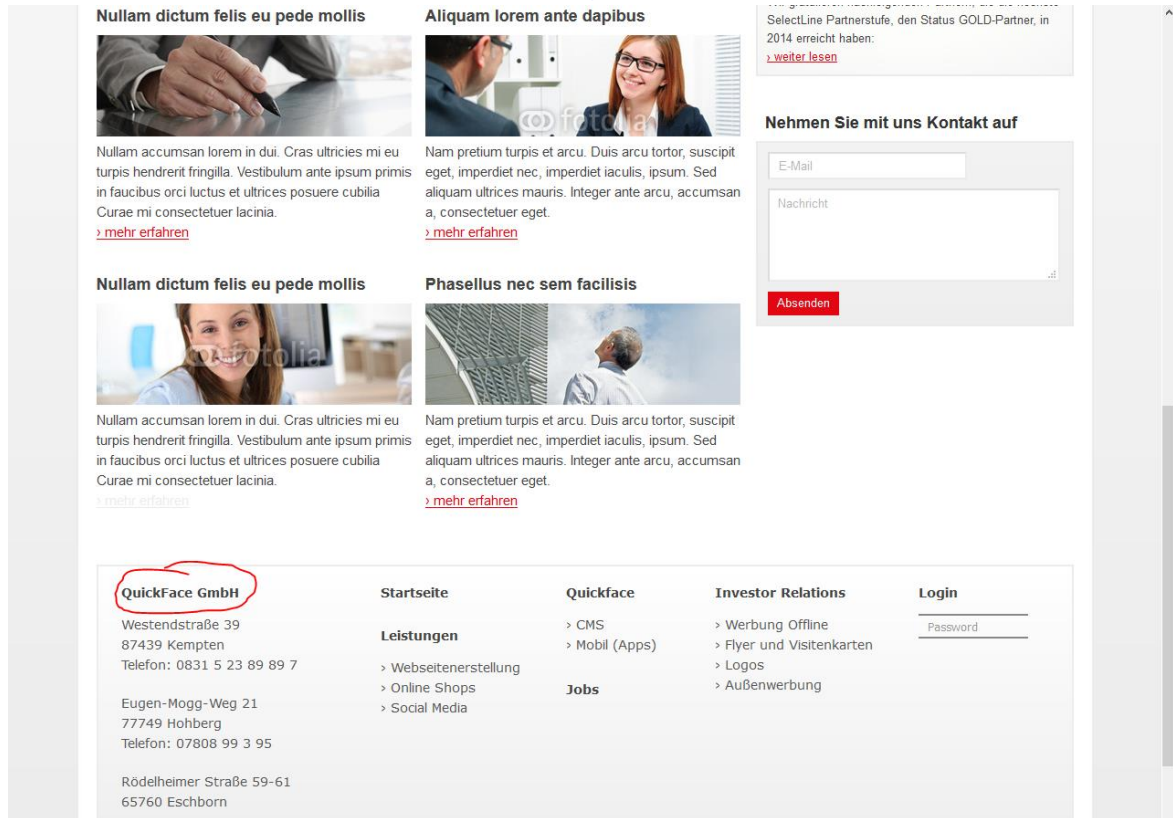 Nullam dictum felis eu pede mollis
fotolia
Nullam accumsan lorem in dui. Cras ultricies mi eu
turpis hendrerit fringilla. Vestibulum ante ipsum primis
in faucibus orci luctus et ultrices posuere cubilia
Curae mi consectetuer lacinia.
› mehr erfahren
Aliquam lorem ante dapibus
Nam pretium turpis et arcu. Duis arcu tortor, suscipit
eget, imperdiet nec, imperdiet iaculis, ipsum. Sed
aliquam ultrices mauris. Integer ante arcu, accumsan
a, consectetuer eget.
› mehr erfahren
Nullam dictum felis eu pede mollis
fotolia
Nullam accumsan lorem in dui. Cras ultricies mi eu
turpis hendrerit fringilla. Vestibulum ante ipsum primis
in faucibus orci luctus et ultrices posuere cubilia
Curae mi consectetuer lacinia.
› mehr erfahren
Phasellus nec sem facilisis
Nam pretium turpis et arcu. Duis arcu tortor, suscipit
eget, imperdiet nec, imperdiet iaculis, ipsum. Sed
aliquam ultrices mauris. Integer ante arcu, accumsan
a, consectetuer eget.
› mehr erfahren
SelectLine Partnerstufe, den Status GOLD-Partner, in
2014 erreicht haben:
› weiter lesen
Nehmen Sie mit uns Kontakt auf
E-Mail
Nachricht
Absenden
QuickFace GmbH
Westendstraße 39
87439 Kempten
Telefon: 0831 5 23 89 89 7
Eugen-Mogg-Weg 21
77749 Hohberg
Telefon: 07808 99 3 95
Rödelheimer Straße 59-61
65760 Eschborn
Startseite
Leistungen
› Webseitenerstellung
› Online Shops
› Social Media
Quickface
› CMS
› Mobil (Apps)
Jobs
Investor Relations
› Werbung Offline
› Flyer und Visitenkarten
› Logos
› Außenwerbung
Login
Password